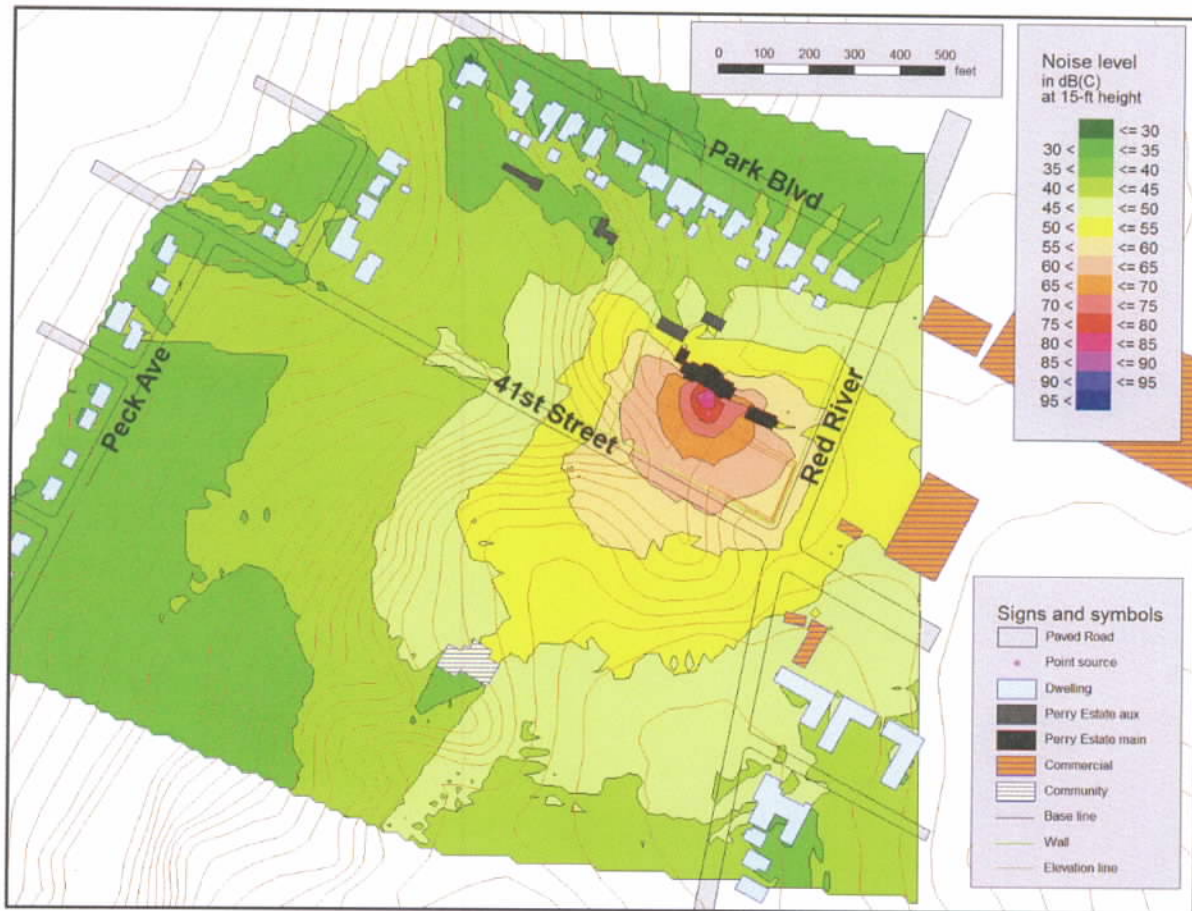 0 100 200 300 400 500
feet
Noise level
in dB(C)
at 15-ft height
<= 30
30 < <= 35
35 < <= 40
40 < <= 45
45 < <= 50
50 < <= 55
55 < <= 60
60 < <= 65
65 < <= 70
70 < <= 75
75 < <= 80
80 < <= 85
85 < <= 90
90 < <= 95
95 <
Park Blvd
Peck Ave
41st Street
Red River
Signs and symbols
Paved Road
Point source
Dwelling
Perry Estate aux
Perry Estate main
Commercial
Community
Base line
Wall
Elevation line